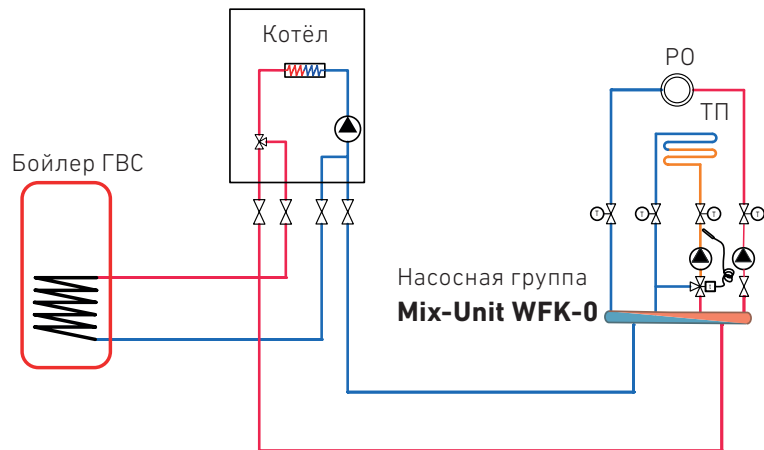 Котёл
РО
ТП
Бойлер ГВС
T
T
T
T
Насосная группа
Mix-Unit WFK-0